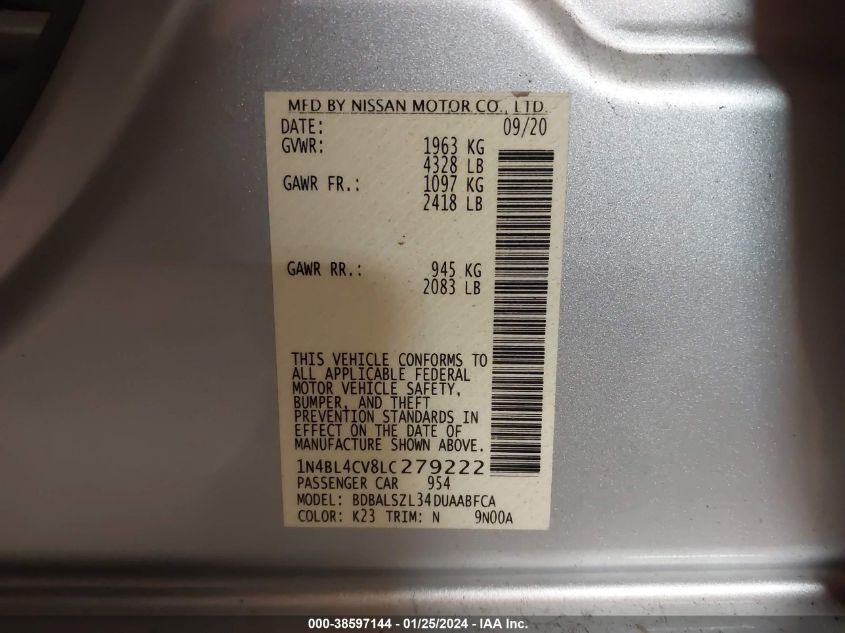 MFD BY NISSAN MOTOR CO., LTD.
DATE: 09/20
GVWR: 1963 KG
4328 LB
GAWR FR.: 1097 KG
2418 LB
GAWR RR.: 945 KG
2083 LB
THIS VEHICLE CONFORMS TO
ALL APPLICABLE FEDERAL
MOTOR VEHICLE SAFETY,
BUMPER, AND THEFT
PREVENTION STANDARDS IN
EFFECT ON THE DATE OF
MANUFACTURE SHOWN ABOVE.
1N4BL4CV8LC279222
PASSENGER CAR 954
MODEL: BDBALSZL34DUAABFCA
COLOR: K23 TRIM: N 9N00A
000-38597144 - 01/25/2024 - IAA Inc.